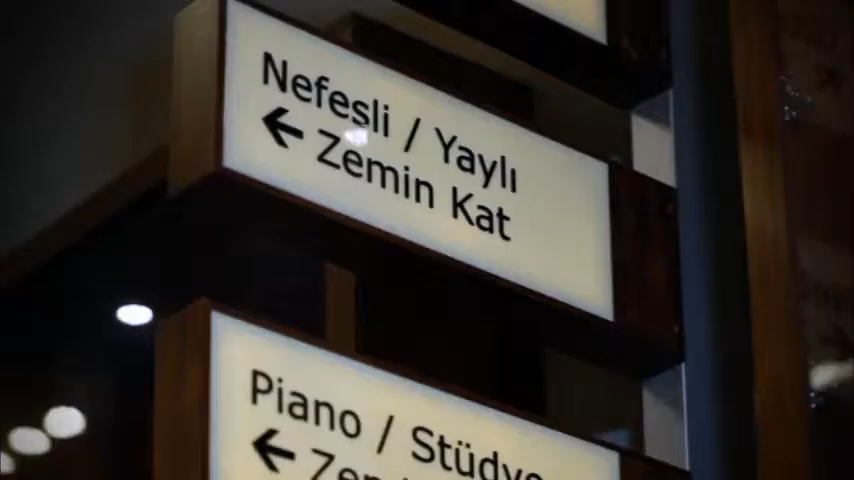 Nefesli / Yaylı
← Zemin Kat
Piano / Stüdyo
←